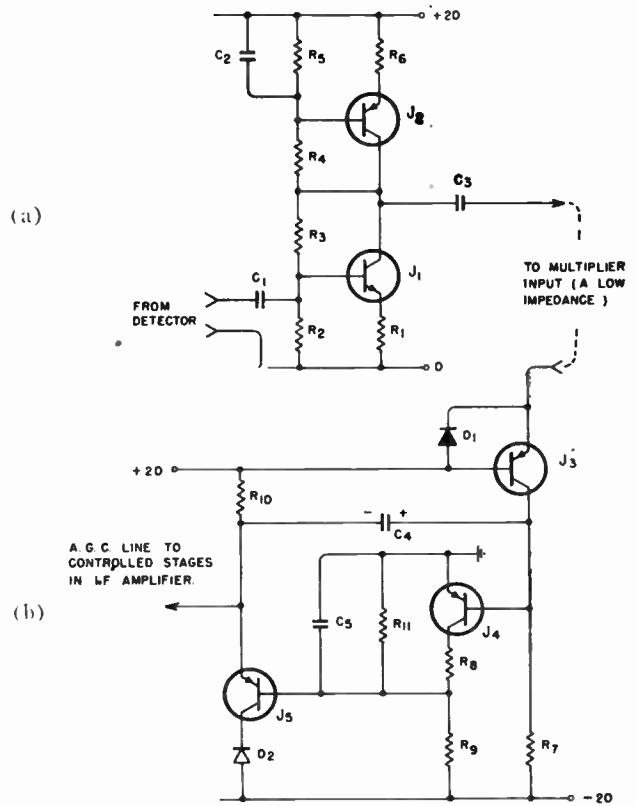 +20
C2
R5
R6
J2
R4
C3
(a)
R3
J1
C1
TO MULTIPLIER
INPUT (A LOW
IMPEDANCE)
FROM
DETECTOR
R2
R1
0
D1
J3
+20
R10
- +
C4
A.G.C. LINE TO
CONTROLLED STAGES
IN I.F AMPLIFIER.
(b)
C5
R11
J4
R8
J5
D2
R9
R7
-20